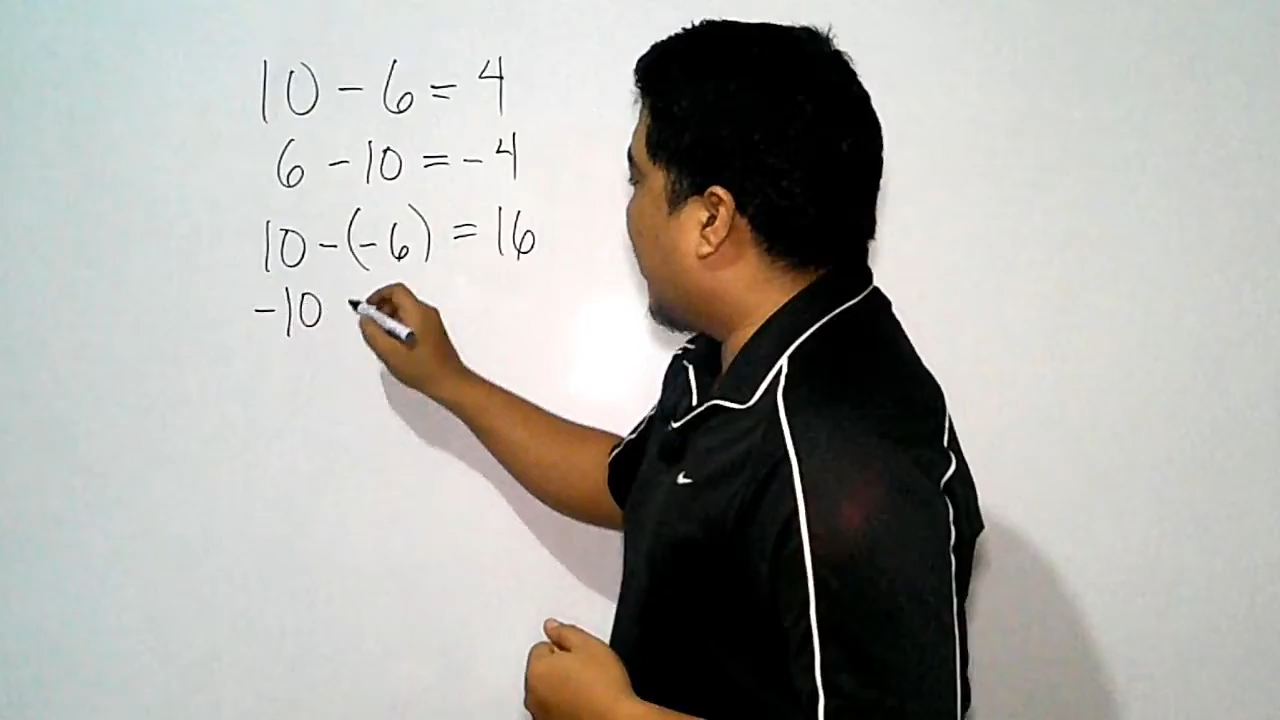 10 - 6 = 4
6 - 10 = -4
10 - (-6) = 16
-10